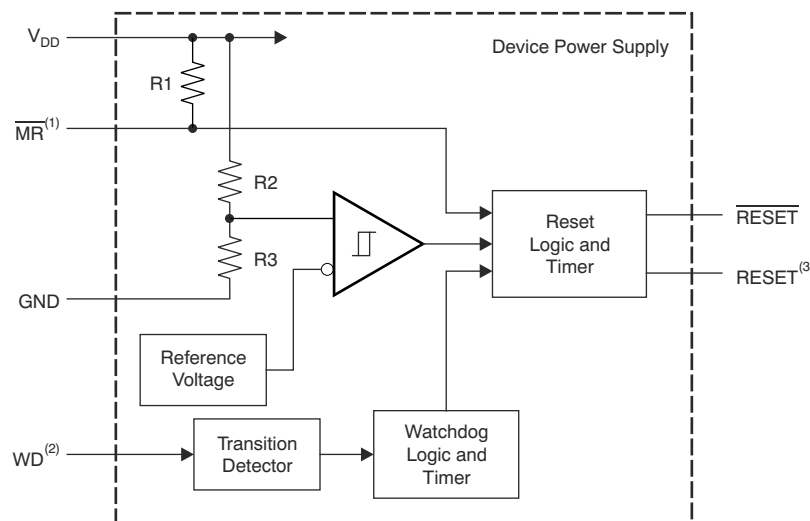 V_DD
Device Power Supply
R1
MR(1)
R2
R3
GND
Reset
Logic and
Timer
RESET
RESET(3
Reference
Voltage
WD(2)
Transition
Detector
Watchdog
Logic and
Timer